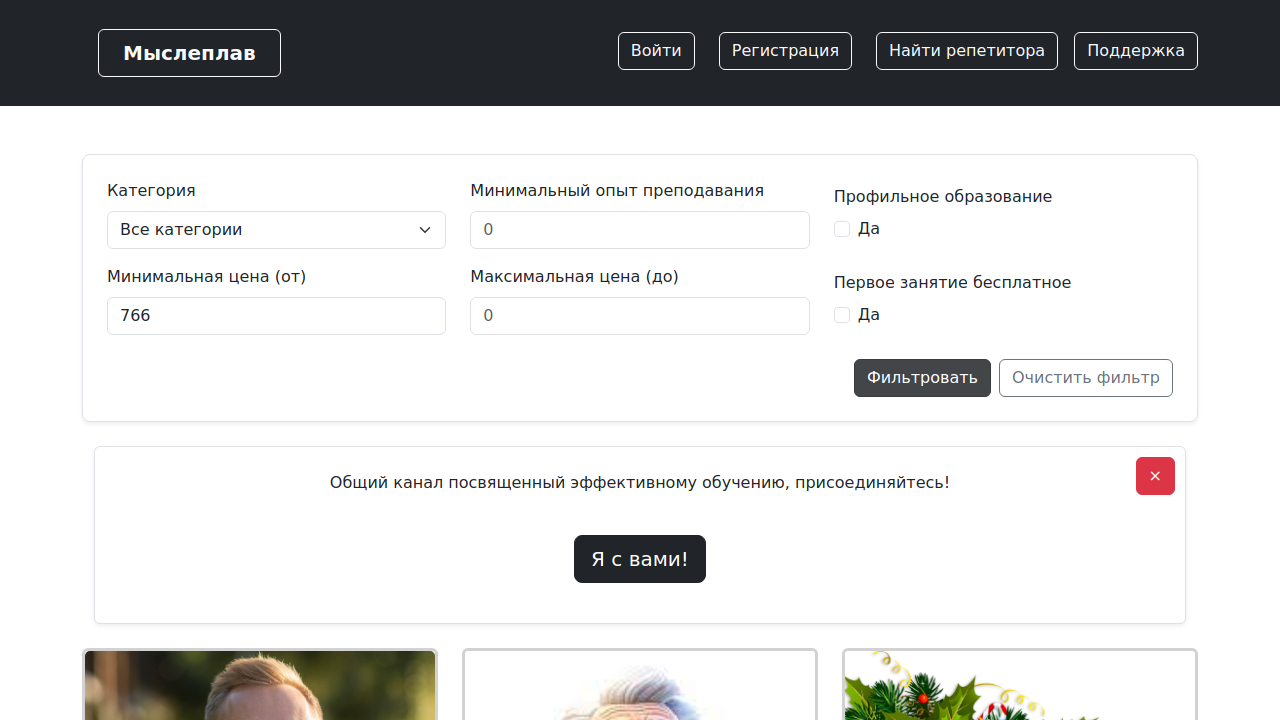 Мыслеплав
Войти
Регистрация
Найти репетитора
Поддержка
Категория
Все категории
Минимальный опыт преподавания
0
Профильное образование
Да
Минимальная цена (от)
766
Максимальная цена (до)
0
Первое занятие бесплатное
Да
Фильтровать
Очистить фильтр
Общий канал посвященный эффективному обучению, присоединяйтесь!
×
Я с вами!